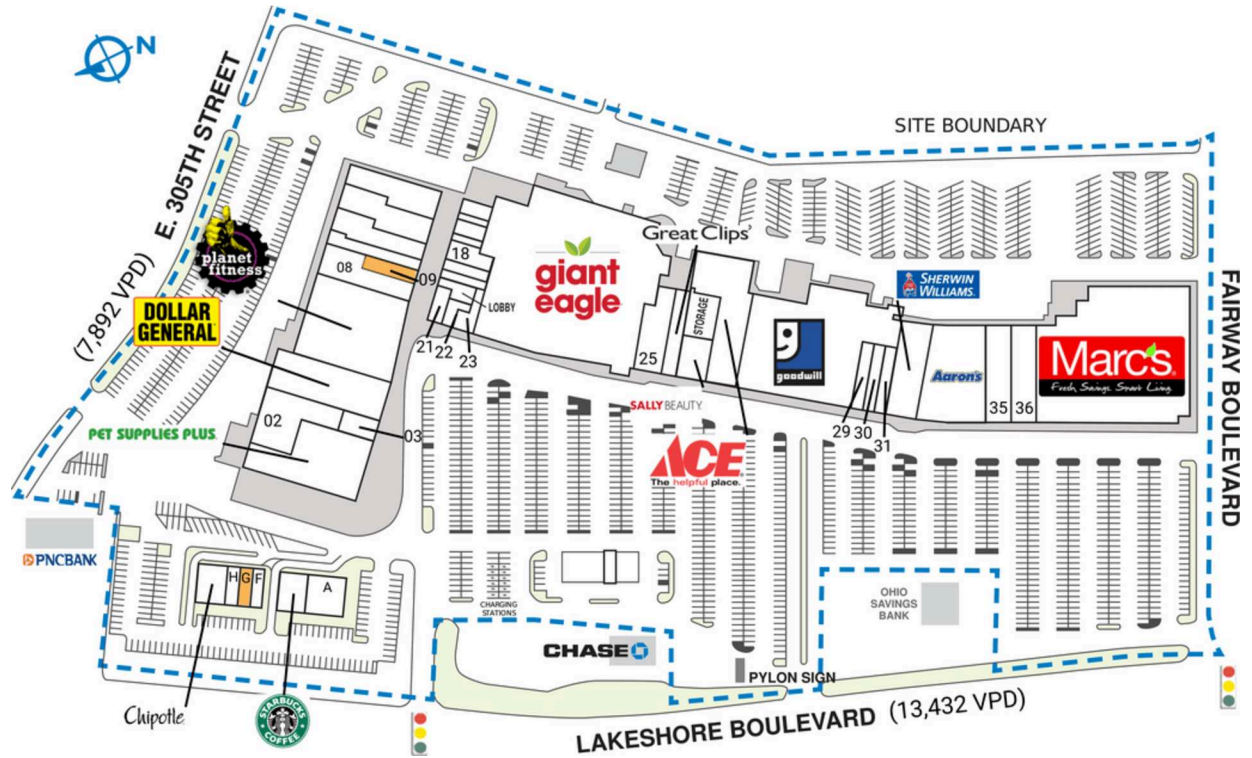 N
E. 305TH STREET
(7,892 VPD)
SITE BOUNDARY
planet
fitness
DOLLAR
GENERAL
PET SUPPLIES PLUS
08
09
18
LOBBY
21
22
23
02
03
giant
eagle
Great Clips
STORAGE
25
SALLY BEAUTY
ACE
The helpful place.
goodwill
SHERWIN
WILLIAMS.
29
30
31
Aaron's
35
36
Marc's
Fresh. Savings. Smart Living.
FAIRWAY BOULEVARD
PNCBANK
H
G
F
A
CHARGING
STATIONS
Chipotle
STARBUCKS
COFFEE
CHASE
PYLON SIGN
OHIO
SAVINGS
BANK
LAKESHORE BOULEVARD (13,432 VPD)